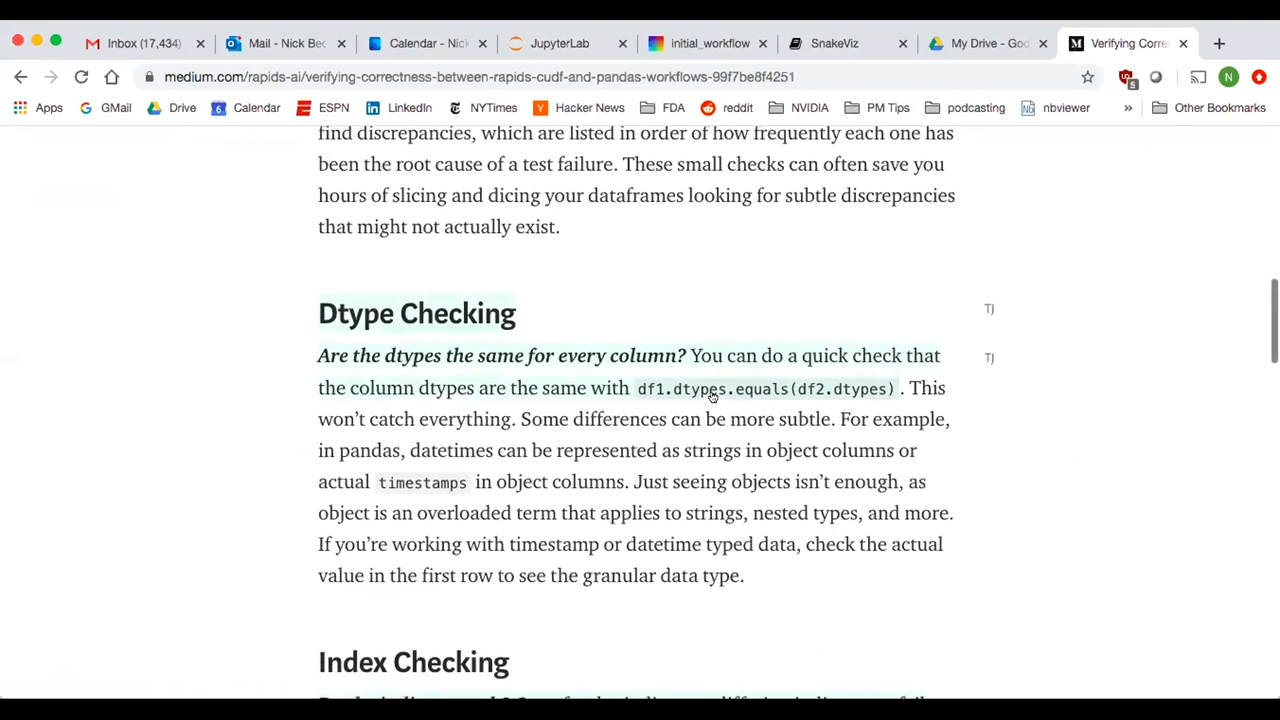 Inbox (17,434)
Mail - Nick Bec
Calendar - Nick
JupyterLab
initial_workflow
SnakeViz
My Drive - Goo
Verifying Corre
medium.com/rapids-ai/verifying-correctness-between-rapids-cudf-and-pandas-workflows-99f7be8f4251
N
Apps
GMail
Drive
Calendar
ESPN
LinkedIn
NYTimes
Hacker News
FDA
reddit
NVIDIA
PM Tips
podcasting
nbviewer
»
Other Bookmarks
find discrepancies, which are listed in order of how frequently each one has
been the root cause of a test failure. These small checks can often save you
hours of slicing and dicing your dataframes looking for subtle discrepancies
that might not actually exist.
Dtype Checking
TJ
Are the dtypes the same for every column? You can do a quick check that
TJ
the column dtypes are the same with df1.dtypes.equals(df2.dtypes). This
won’t catch everything. Some differences can be more subtle. For example,
in pandas, datetimes can be represented as strings in object columns or
actual timestamps in object columns. Just seeing objects isn’t enough, as
object is an overloaded term that applies to strings, nested types, and more.
If you’re working with timestamp or datetime typed data, check the actual
value in the first row to see the granular data type.
Index Checking